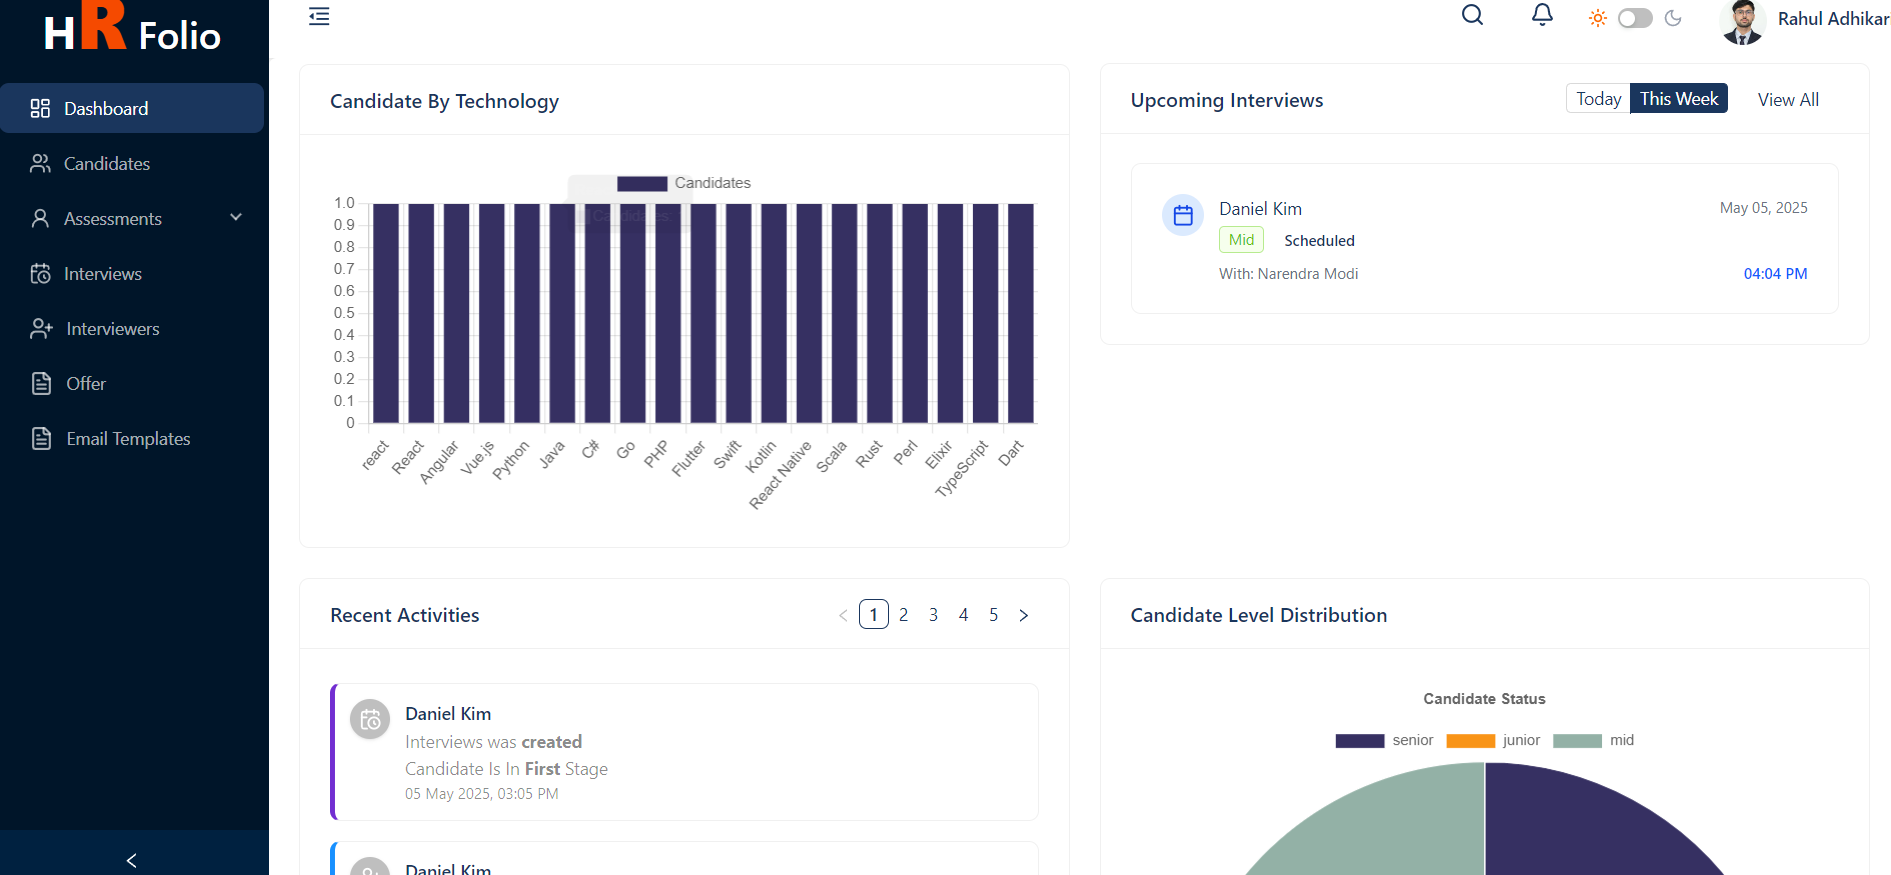 HR Folio
Rahul Adhikar
Dashboard
Candidates
Assessments
Interviews
Interviewers
Offer
Email Templates
Candidate By Technology
Candidates
Candidates:
1.0
0.9
0.8
0.7
0.6
0.5
0.4
0.3
0.2
0.1
0
react
React
Angular
Vue.js
Python
Java
C#
Go
PHP
Flutter
Swift
Kotlin
React Native
Scala
Rust
Perl
Elixir
TypeScript
Dart
Upcoming Interviews
Today
This Week
View All
Daniel Kim
May 05, 2025
Mid
Scheduled
With: Narendra Modi
04:04 PM
Recent Activities
1 2 3 4 5
Daniel Kim
Interviews was created
Candidate Is In First Stage
05 May 2025, 03:05 PM
Daniel Kim
Candidate Level Distribution
Candidate Status
senior
junior
mid